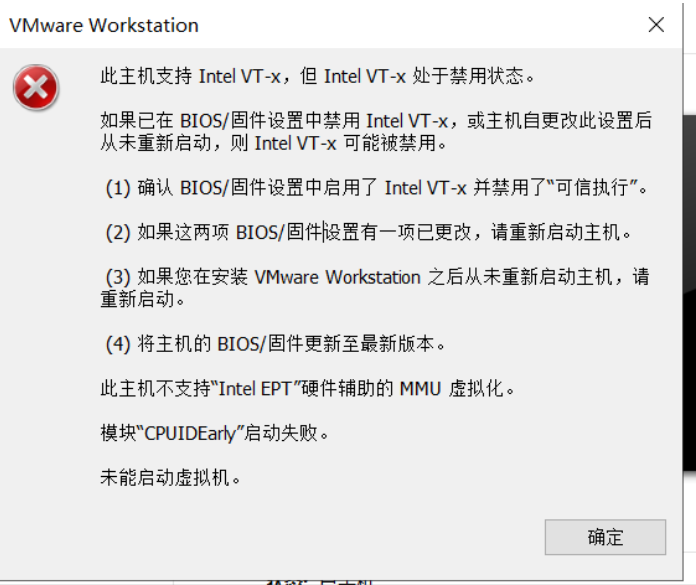 VMware Workstation
此主机支持 Intel VT-x，但 Intel VT-x 处于禁用状态。
如果已在 BIOS/固件设置中禁用 Intel VT-x，或主机自更改此设置后
从未重新启动，则 Intel VT-x 可能被禁用。
(1) 确认 BIOS/固件设置中启用了 Intel VT-x 并禁用了“可信执行”。
(2) 如果这两项 BIOS/固件设置有一项已更改，请重新启动主机。
(3) 如果您在安装 VMware Workstation 之后从未重新启动主机，请
重新启动。
(4) 将主机的 BIOS/固件更新至最新版本。
此主机不支持“Intel EPT”硬件辅助的 MMU 虚拟化。
模块“CPUIDEarly”启动失败。
未能启动虚拟机。
确定